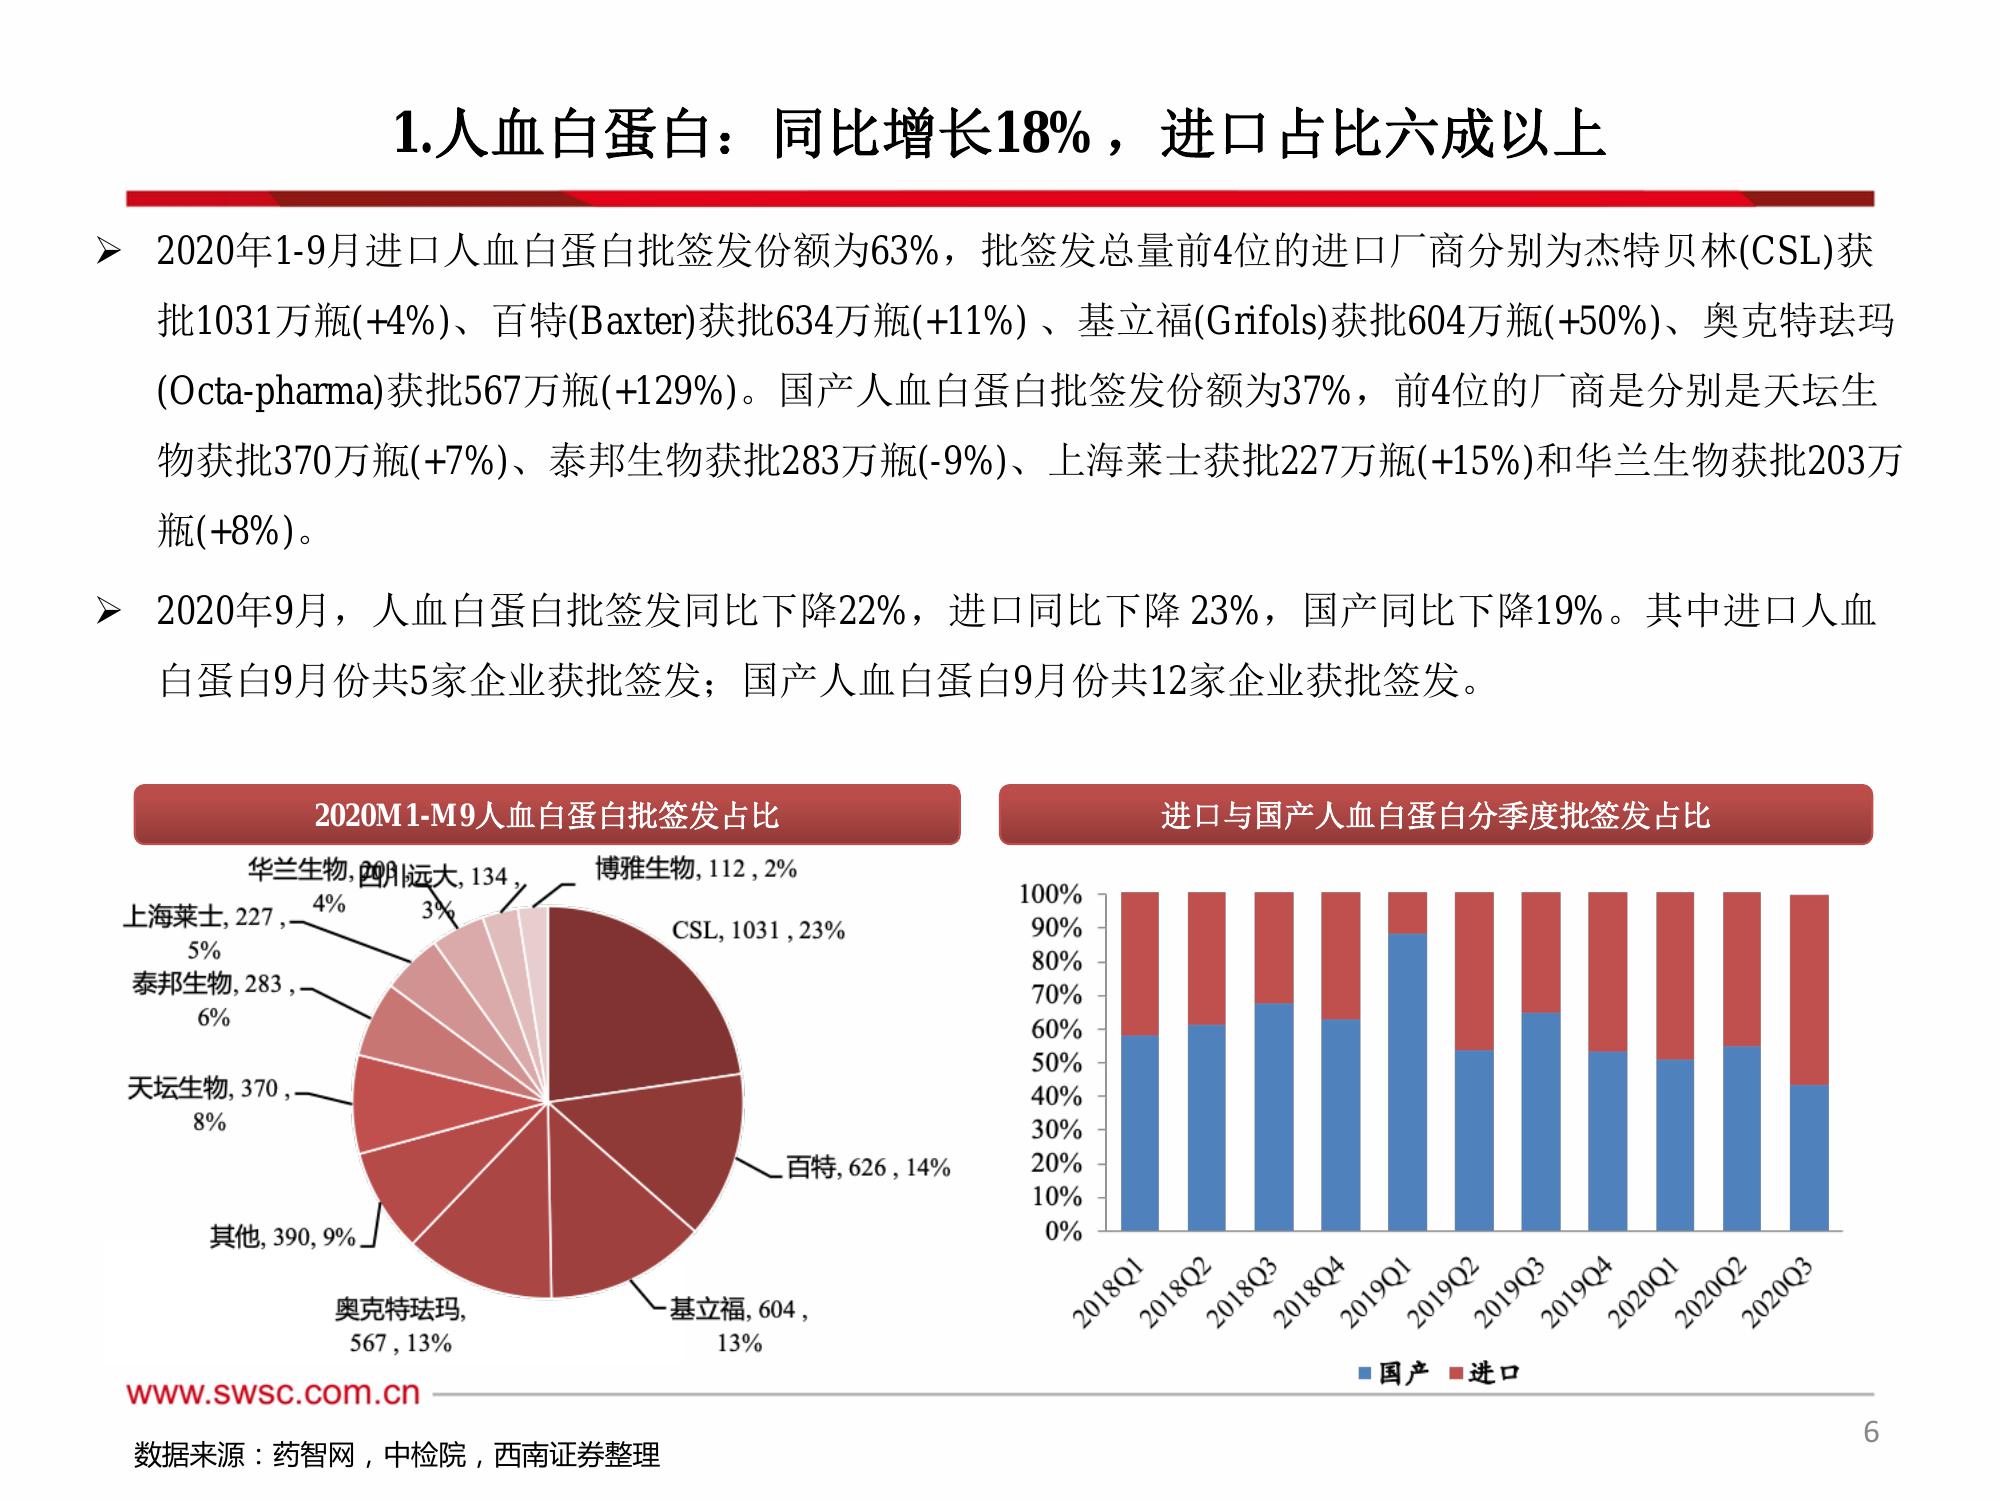 1.人血白蛋白：同比增长18%，进口占比六成以上
➢ 2020年1-9月进口人血白蛋白批签发份额为63%，批签发总量前4位的进口厂商分别为杰特贝林(CSL)获
批1031万瓶(+4%)、百特(Baxter)获批634万瓶(+11%) 、基立福(Grifols)获批604万瓶(+50%)、奥克特珐玛
(Octa-pharma)获批567万瓶(+129%)。国产人血白蛋白批签发份额为37%，前4位的厂商是分别是天坛生
物获批370万瓶(+7%)、泰邦生物获批283万瓶(-9%)、上海莱士获批227万瓶(+15%)和华兰生物获批203万
瓶(+8%)。
➢ 2020年9月，人血白蛋白批签发同比下降22%，进口同比下降 23%，国产同比下降19%。其中进口人血
白蛋白9月份共5家企业获批签发；国产人血白蛋白9月份共12家企业获批签发。
2020M1-M9人血白蛋白批签发占比
华兰生物, 203 ,
4%
四川远大, 134 ,
3%
博雅生物, 112 , 2%
上海莱士, 227 ,
5%
CSL, 1031 , 23%
泰邦生物, 283 ,
6%
天坛生物, 370 ,
8%
百特, 626 , 14%
其他, 390, 9%
奥克特珐玛,
567 , 13%
基立福, 604 ,
13%
进口与国产人血白蛋白分季度批签发占比
100%
90%
80%
70%
60%
50%
40%
30%
20%
10%
0%
2018Q1
2018Q2
2018Q3
2018Q4
2019Q1
2019Q2
2019Q3
2019Q4
2020Q1
2020Q2
2020Q3
国产 进口
www.swsc.com.cn
6
数据来源：药智网，中检院，西南证券整理